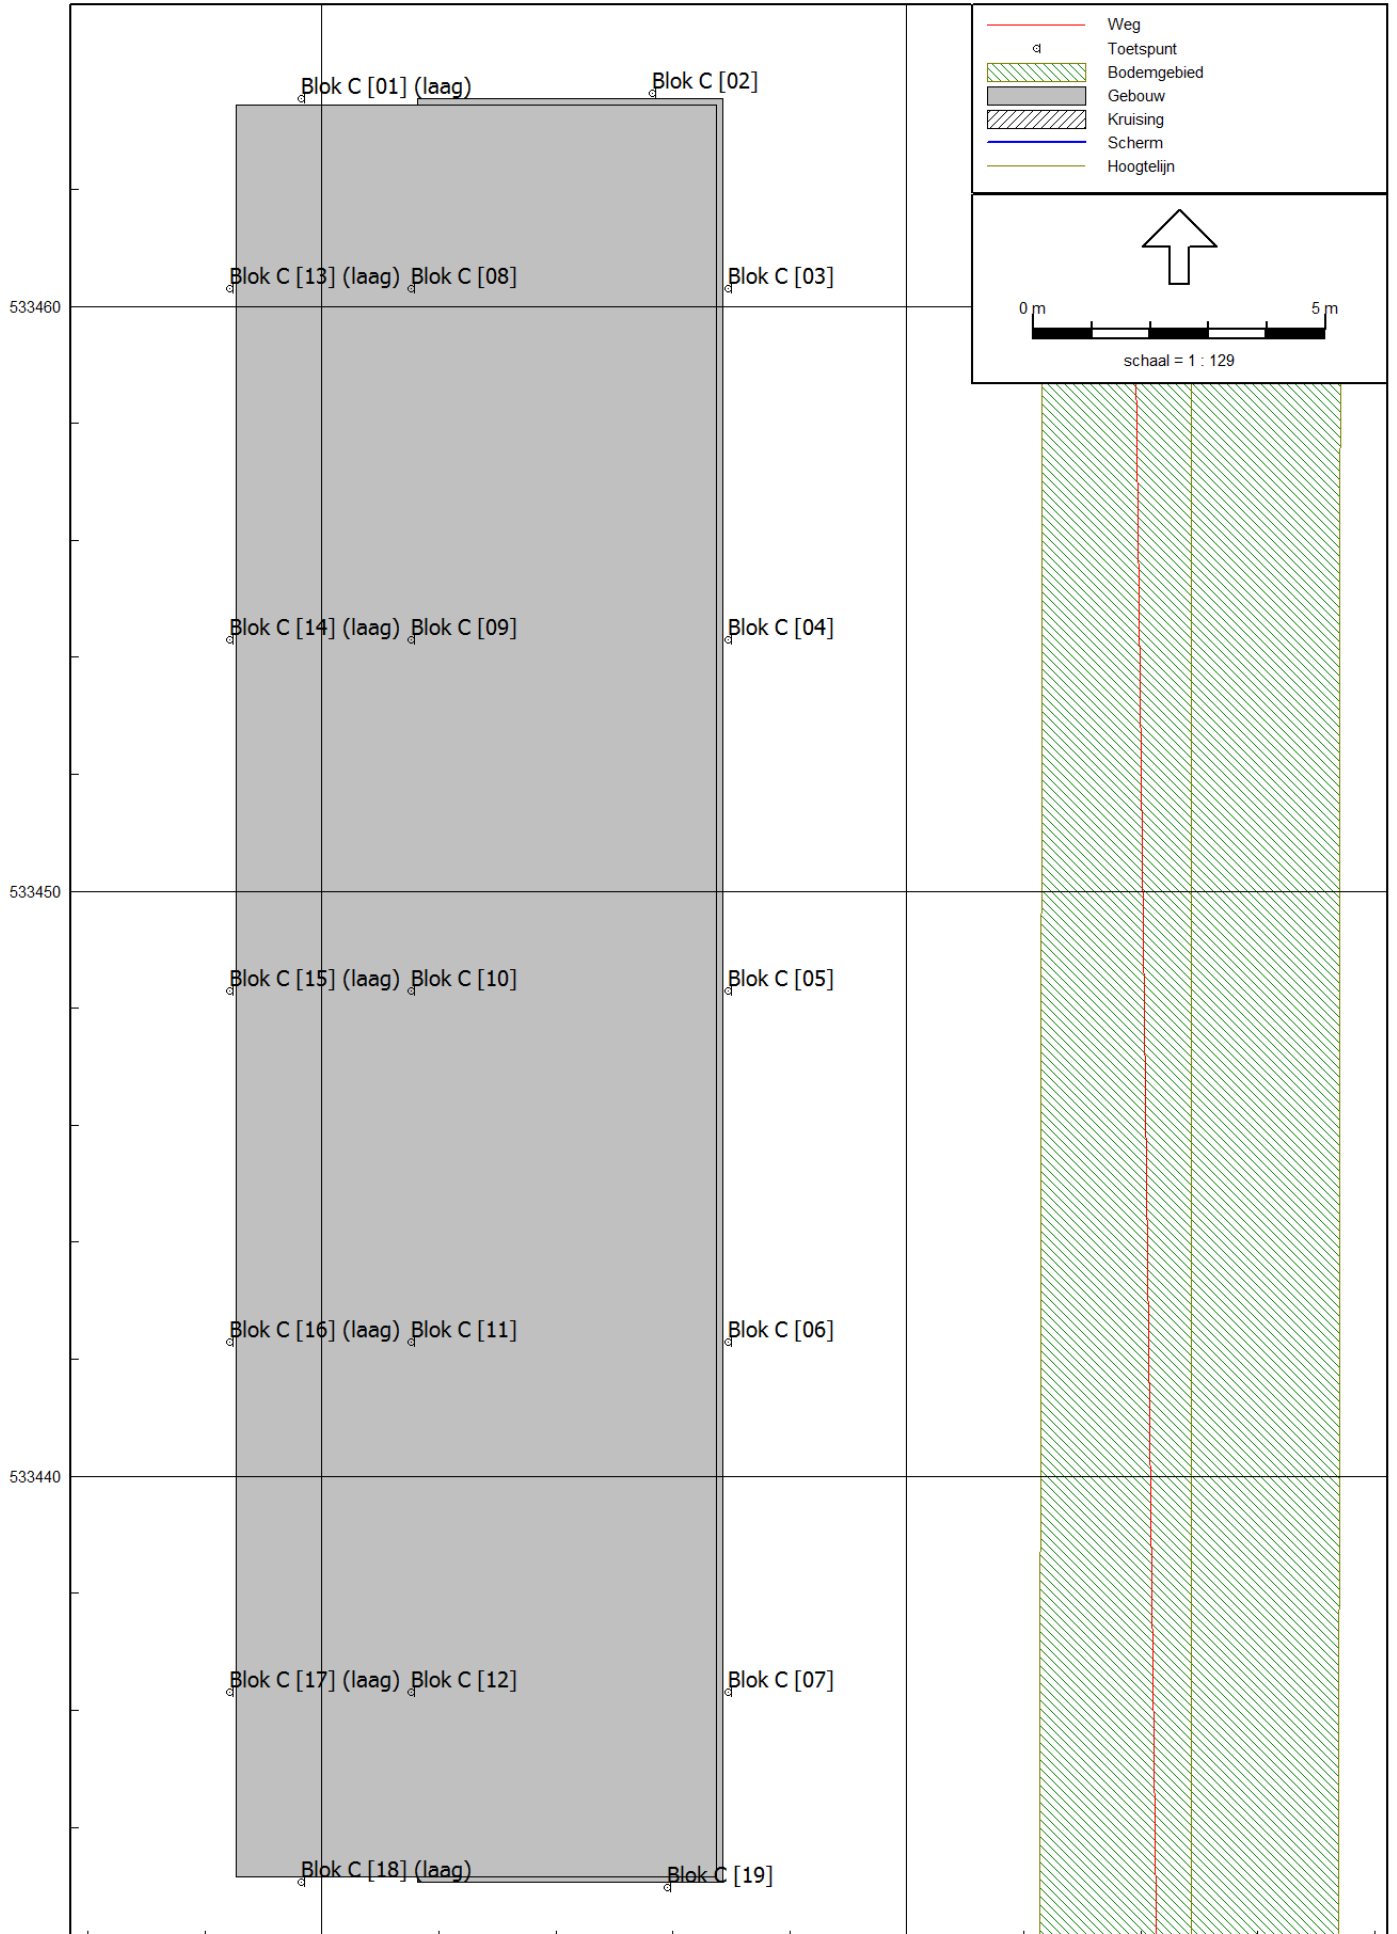 Weg
Toetspunt
Bodemgebied
Gebouw
Kruising
Scherm
Hoogtelijn
0 m 5 m
schaal = 1 : 129
Blok C [01] (laag) Blok C [02]
Blok C [13] (laag) Blok C [08] Blok C [03]
533460
Blok C [14] (laag) Blok C [09] Blok C [04]
533450
Blok C [15] (laag) Blok C [10] Blok C [05]
Blok C [16] (laag) Blok C [11] Blok C [06]
533440
Blok C [17] (laag) Blok C [12] Blok C [07]
Blok C [18] (laag) Blok C [19]